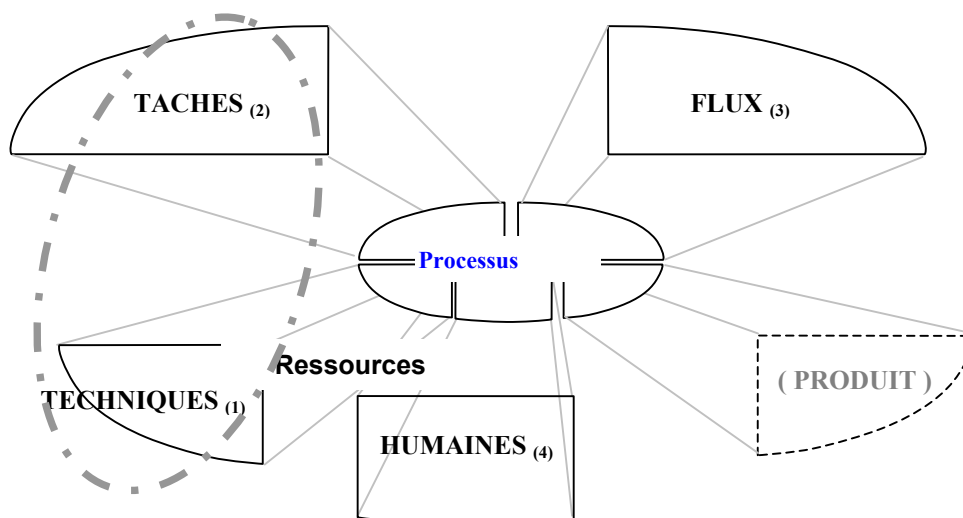 TACHES (2)
FLUX (3)
Processus
Ressources
( PRODUIT )
TECHNIQUES (1)
HUMAINES (4)